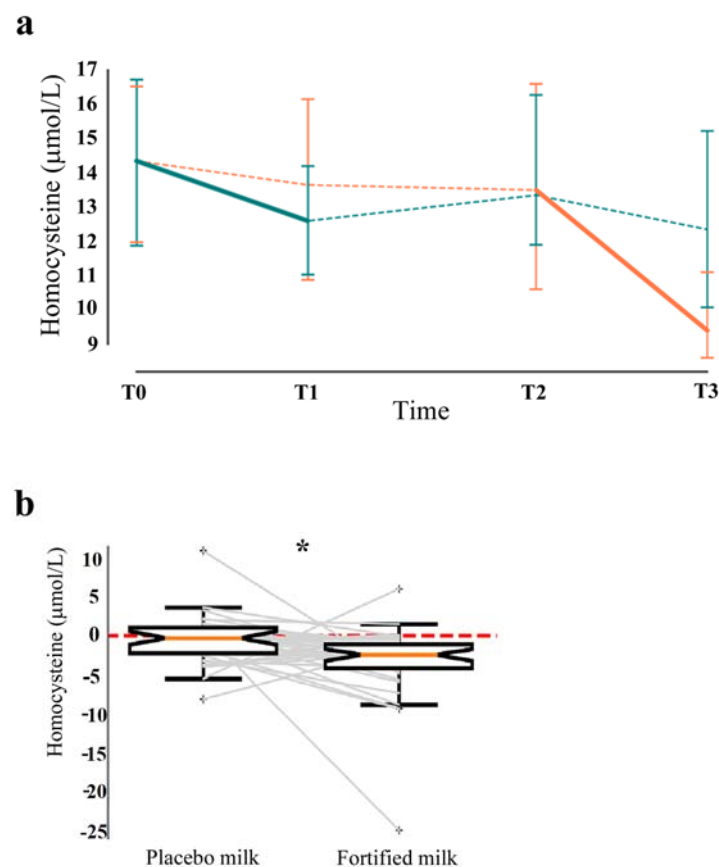 a
Homocysteine (µmol/L)
17
16
15
14
13
12
11
10
9
T0 T1 T2 T3
Time
b
Homocysteine (µmol/L)
*
10
5
0
-5
-10
-15
-20
-25
Placebo milk Fortified milk